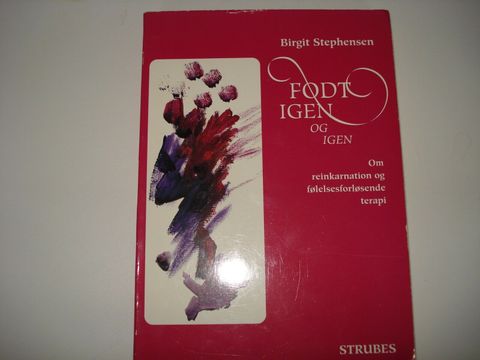 Birgit Stephensen
FØDT
IGEN
OG
IGEN
Om
reinkarnation og
følelsesforløsende
terapi
STRUBES